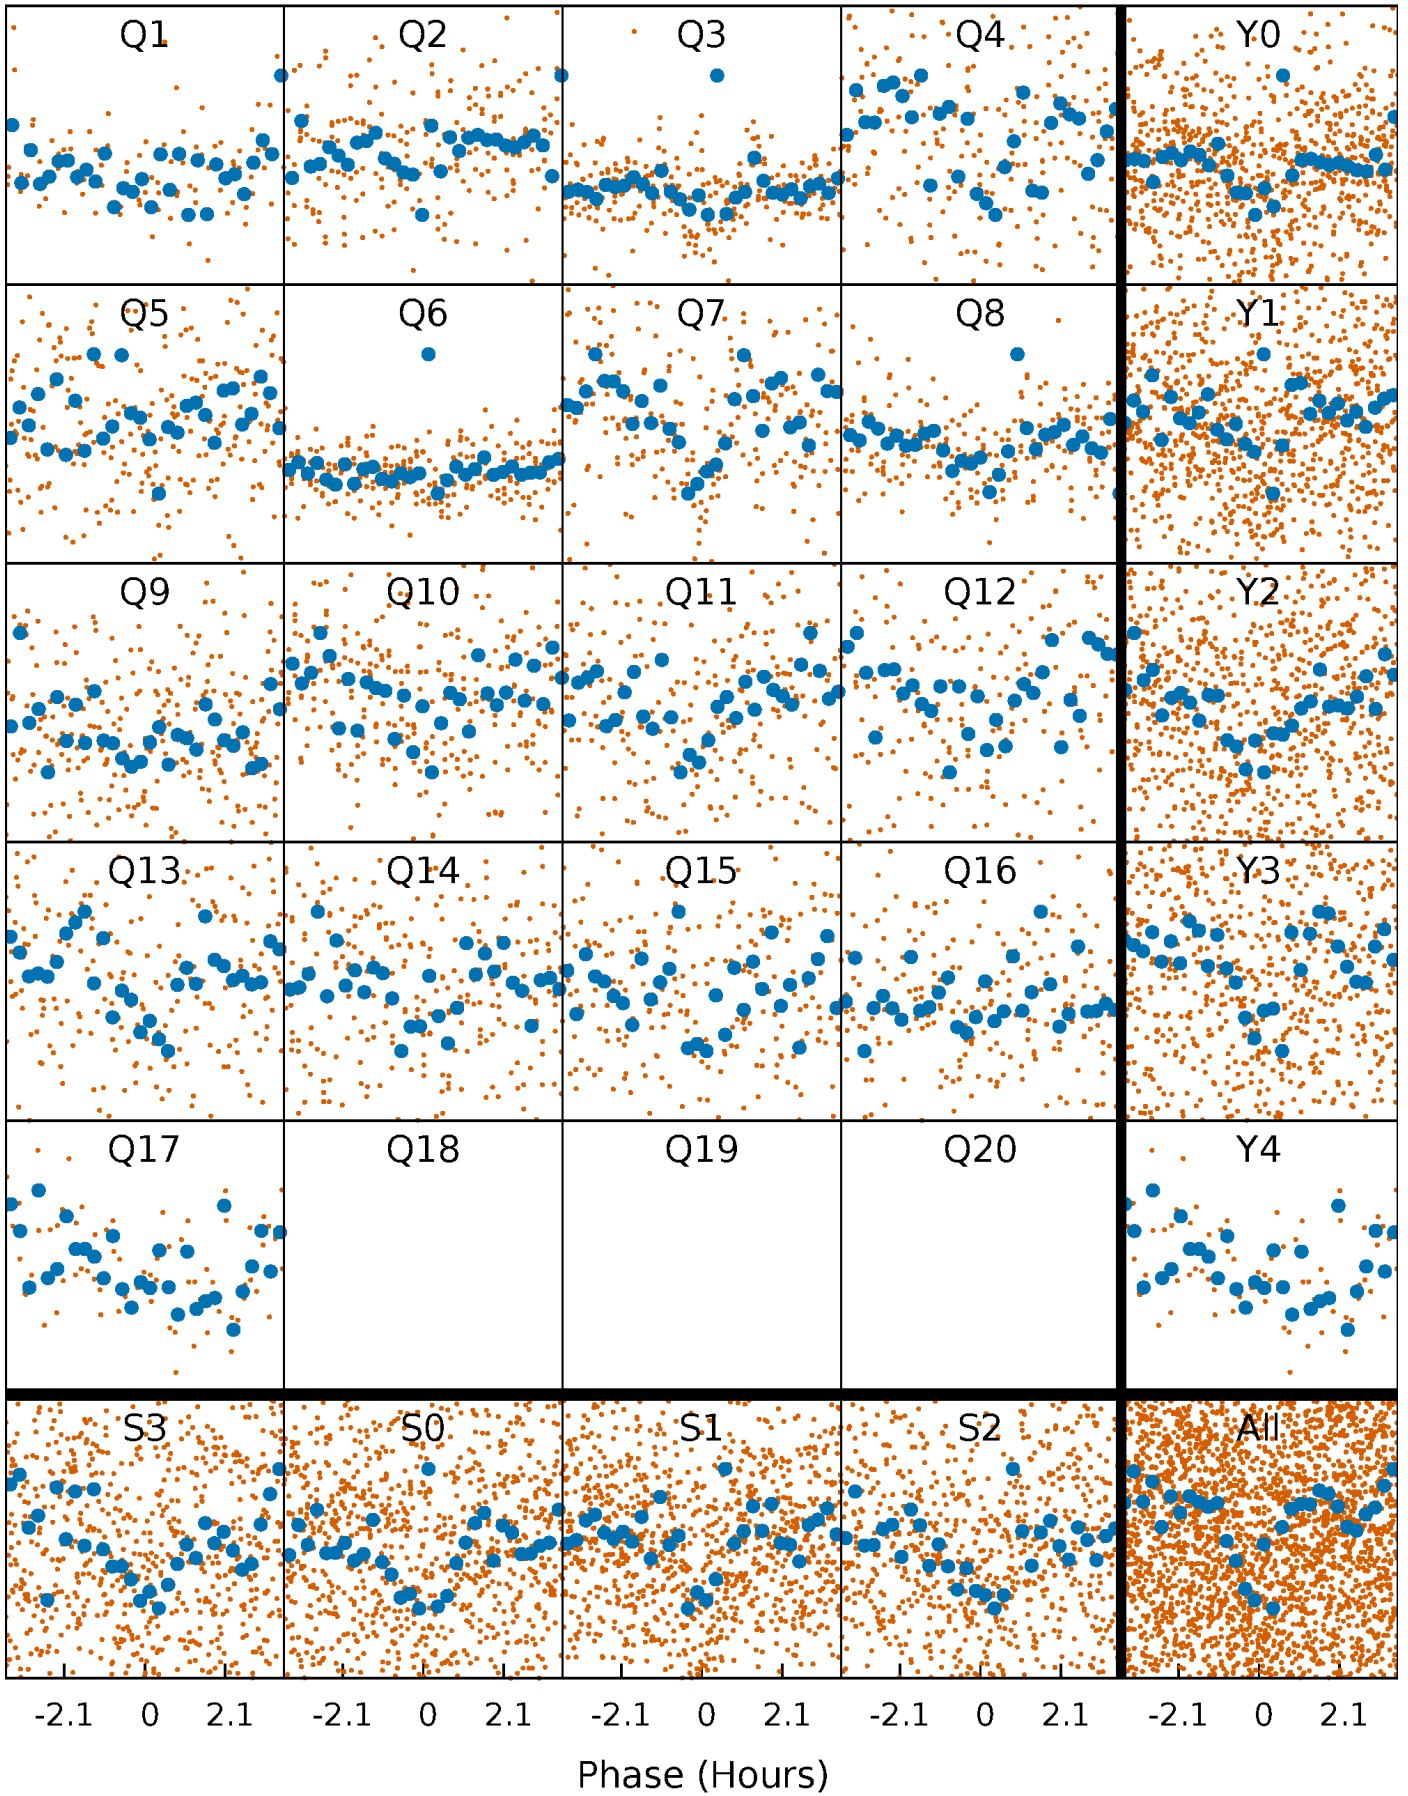 Q1 Q2 Q3 Q4 Y0
Q5 Q6 Q7 Q8 Y1
Q9 Q10 Q11 Q12 Y2
Q13 Q14 Q15 Q16 Y3
Q17 Q18 Q19 Q20 Y4
S3 S0 S1 S2 All
-2.1 0 2.1 -2.1 0 2.1 -2.1 0 2.1 -2.1 0 2.1 -2.1 0 2.1
Phase (Hours)